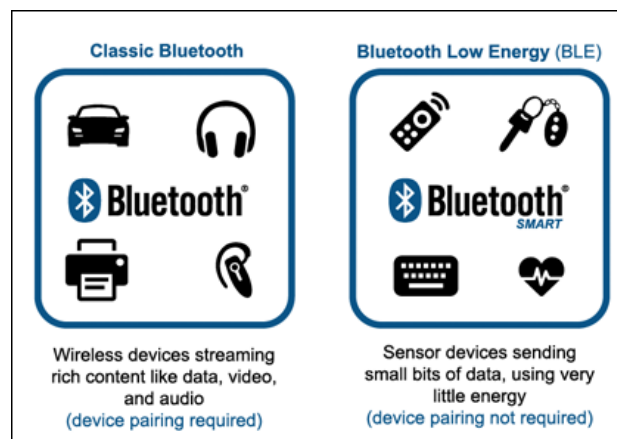 Classic Bluetooth
Bluetooth®
Wireless devices streaming
rich content like data, video,
and audio
(device pairing required)
Bluetooth Low Energy (BLE)
Bluetooth®
SMART
Sensor devices sending
small bits of data, using very
little energy
(device pairing not required)